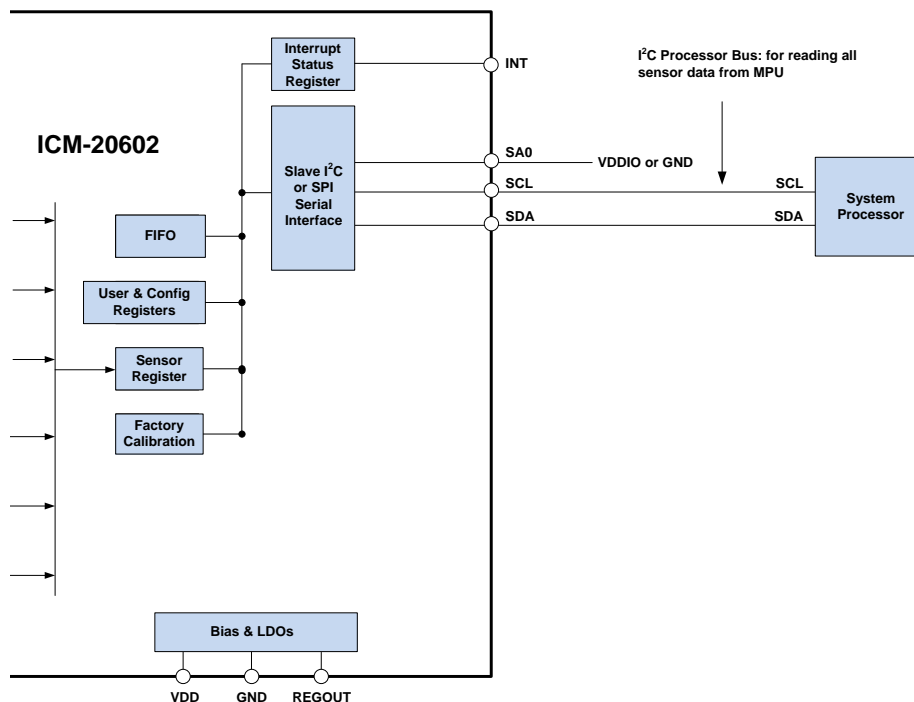 Interrupt
Status
Register
INT
I²C Processor Bus: for reading all
sensor data from MPU
ICM-20602
Slave I²C
or SPI
Serial
Interface
SA0
VDDIO or GND
SCL
SCL
SDA
SDA
System
Processor
FIFO
User & Config
Registers
Sensor
Register
Factory
Calibration
Bias & LDOs
VDD
GND
REGOUT